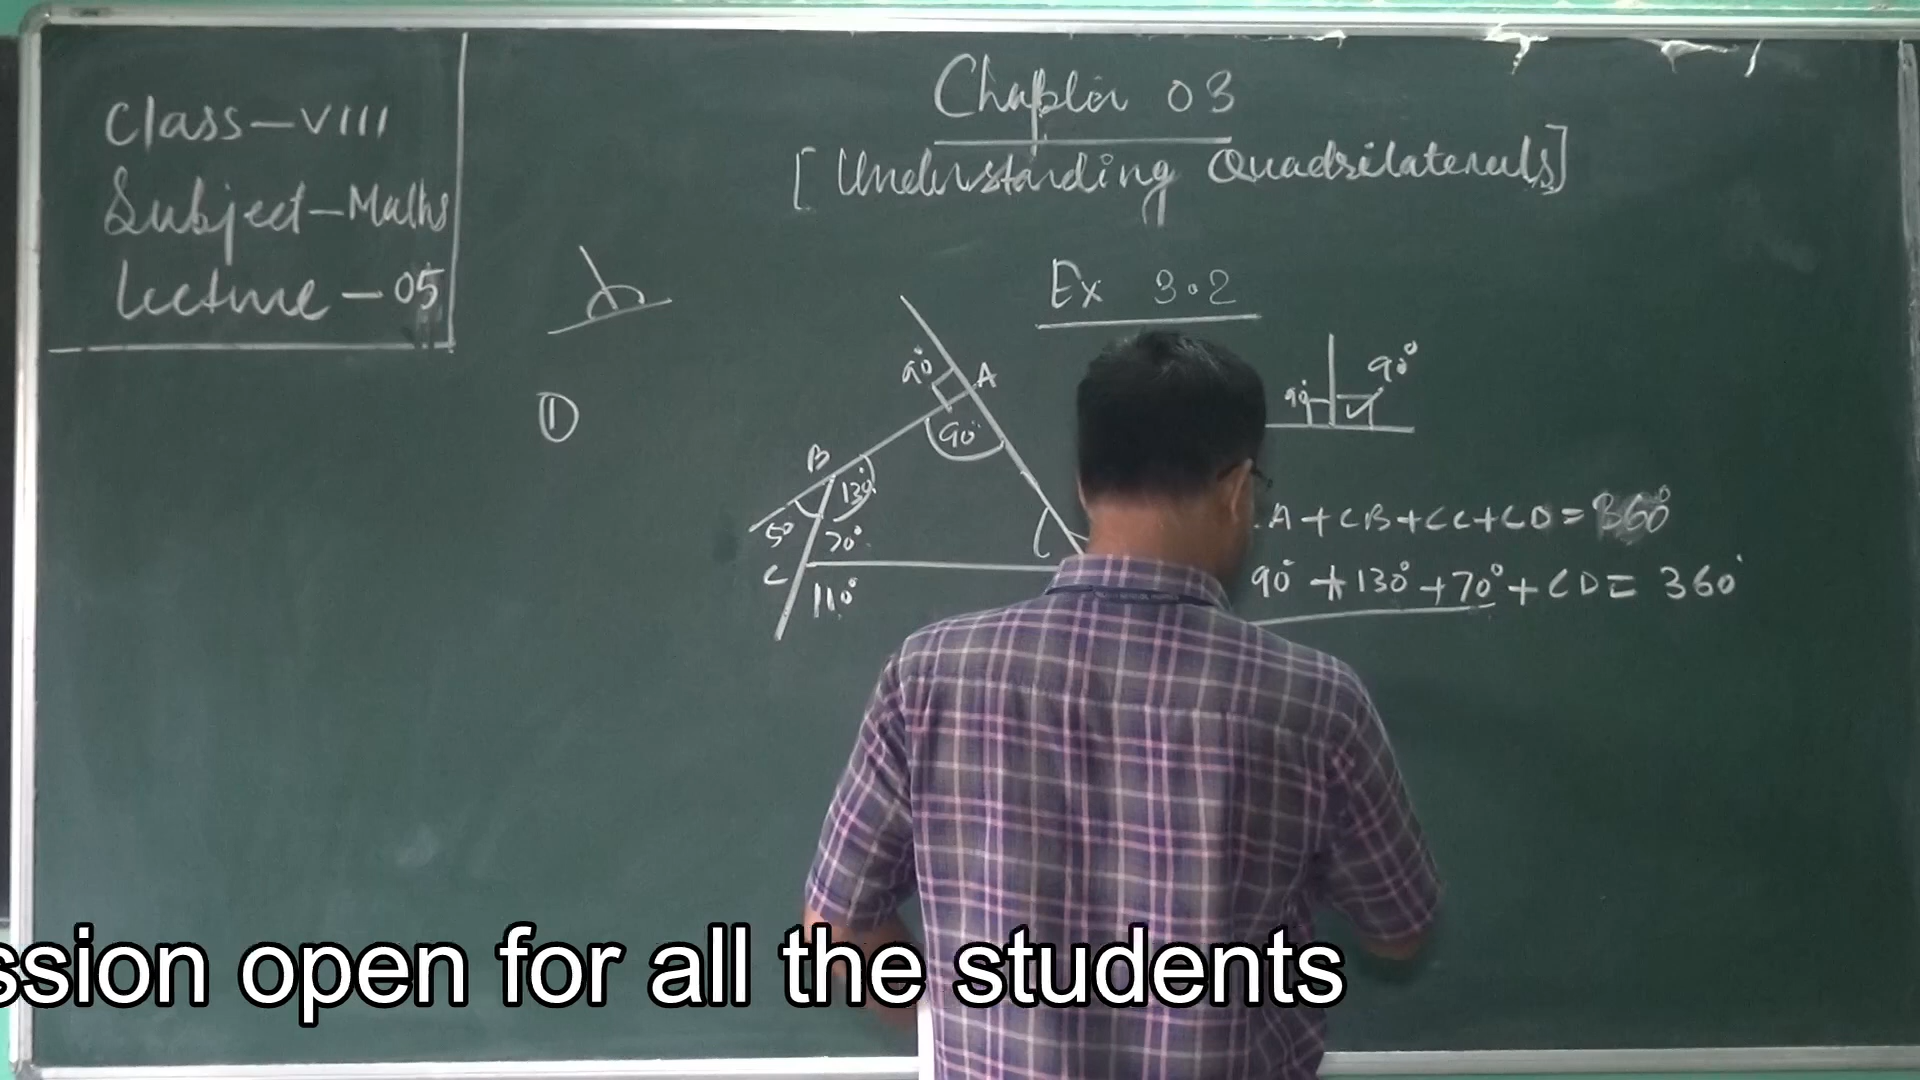 Class-VIII
Subject-Maths
Lecture-05
Chapter 03
[Understanding Quadrilaterals]
Ex 3.2
①
90°
A
90°
B
130°
50°
70°
C
110°
90°
90°
A+∠B+∠C+∠D=360°
90°+130°+70°+∠D=360°
ssion open for all the students